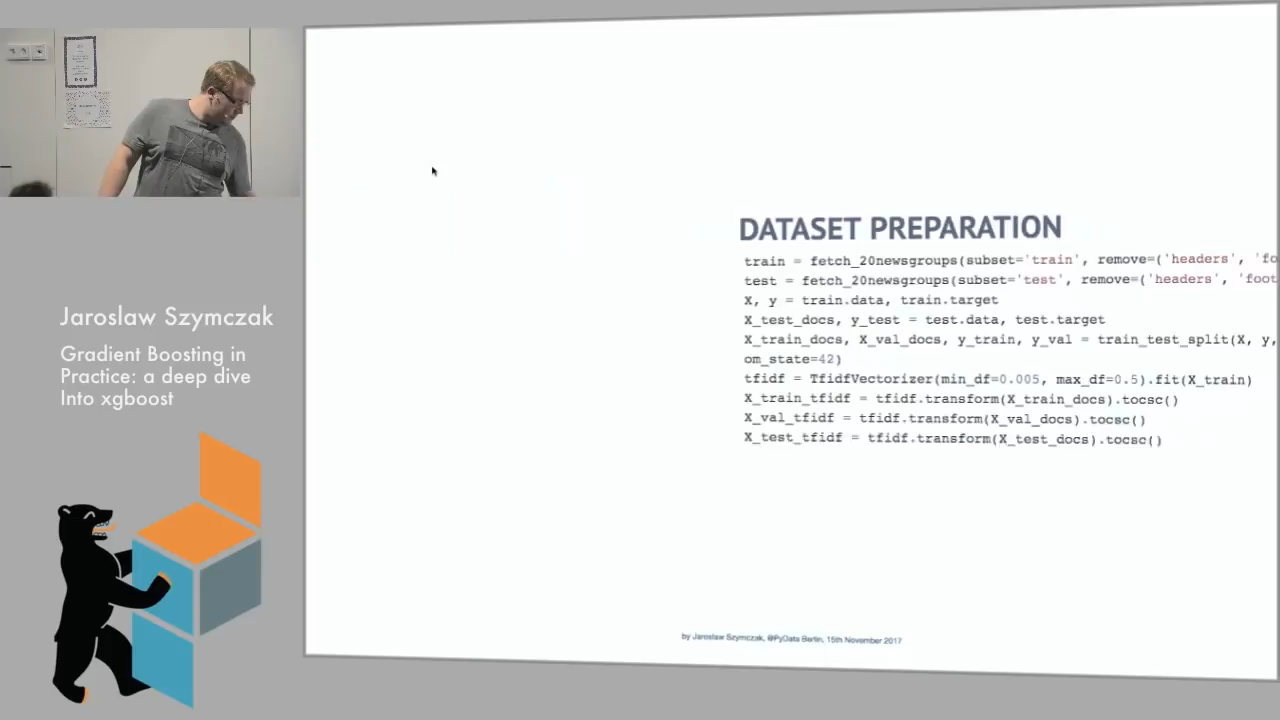 Jaroslaw Szymczak
Gradient Boosting in
Practice: a deep dive
Into xgboost
DATASET PREPARATION
train = fetch_20newsgroups(subset='train', remove=('headers', 'fo
test = fetch_20newsgroups(subset='test', remove=('headers', 'foot
X, y = train.data, train.target
X_test_docs, y_test = test.data, test.target
X_train_docs, X_val_docs, y_train, y_val = train_test_split(X, y,
om_state=42)
tfidf = TfidfVectorizer(min_df=0.005, max_df=0.5).fit(X_train)
X_train_tfidf = tfidf.transform(X_train_docs).tocsc()
X_val_tfidf = tfidf.transform(X_val_docs).tocsc()
X_test_tfidf = tfidf.transform(X_test_docs).tocsc()
by Jaroslaw Szymczak, @PyData Berlin, 15th November 2017